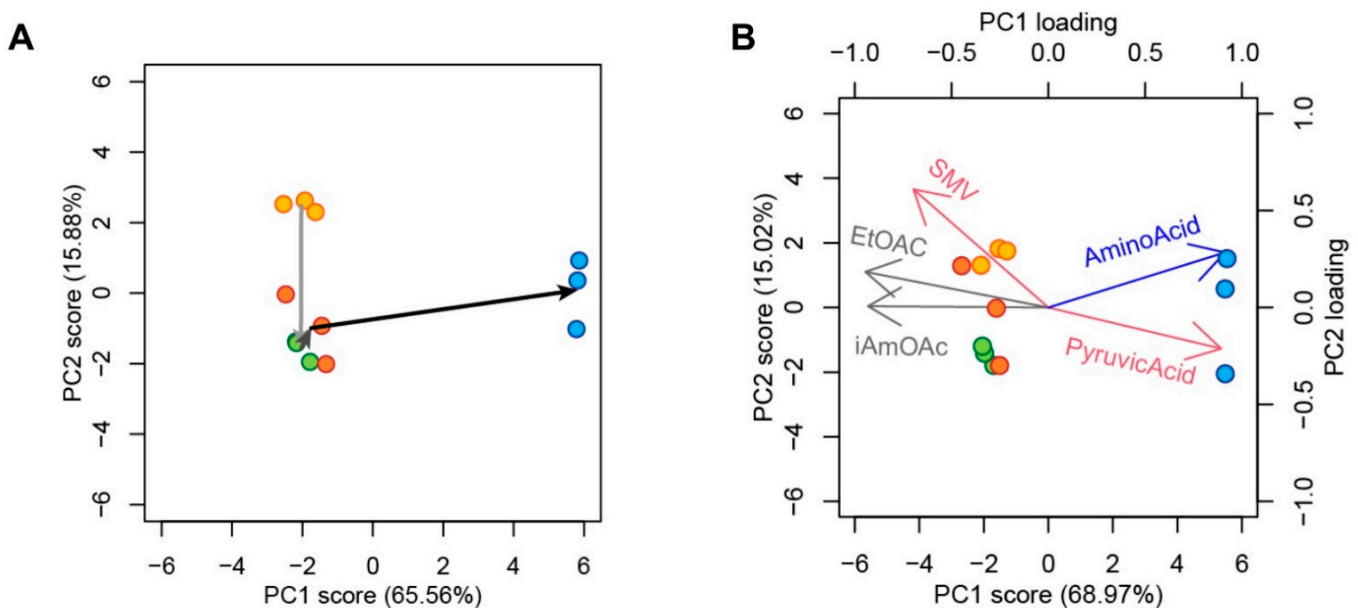 A
6
4
2
0
−2
−4
−6
PC2 score (15.88%)
−6 −4 −2 0 2 4 6
PC1 score (65.56%)
B
PC1 loading
−1.0 −0.5 0.0 0.5 1.0
6
4
2
0
−2
−4
−6
PC2 score (15.02%)
SMV
EtOAC
iAmOAc
AminoAcid
PyruvicAcid
1.0
0.5
0.0
−0.5
−1.0
PC2 loading
−6 −4 −2 0 2 4 6
PC1 score (68.97%)